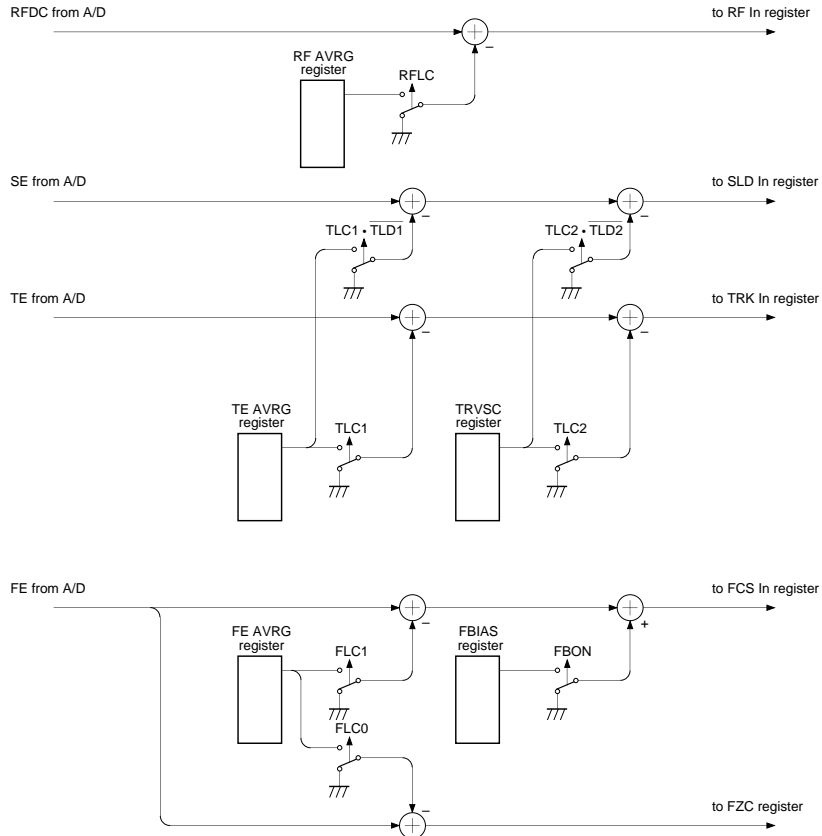 RFDC from A/D
to RF In register
–
RF AVRG
register
RFLC
SE from A/D
to SLD In register
–
–
TLC1 • T̅L̅D̅1̅
TLC2 • T̅L̅D̅2̅
TE from A/D
to TRK In register
–
–
TE AVRG
register
TLC1
TRVSC
register
TLC2
FE from A/D
to FCS In register
–
+
FE AVRG
register
FLC1
FBIAS
register
FBON
FLC0
–
to FZC register